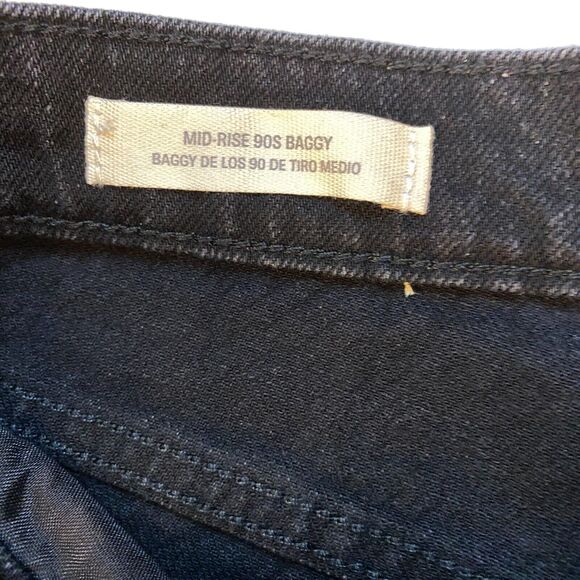 MID-RISE 90S BAGGY
BAGGY DE LOS 90 DE TIRO MEDIO